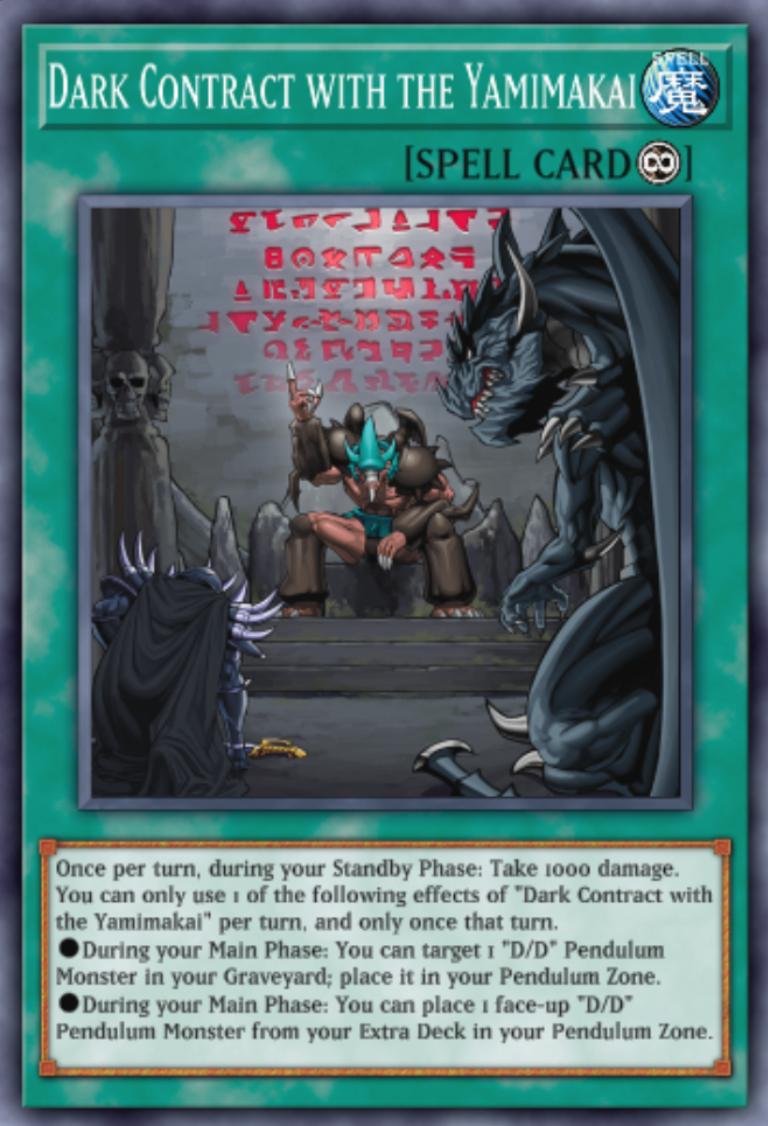 DARK CONTRACT WITH THE YAMIMAKAI
SPELL
魔
[SPELL CARD]
Once per turn, during your Standby Phase: Take 1000 damage.
You can only use 1 of the following effects of "Dark Contract with
the Yamimakai" per turn, and only once that turn.
●During your Main Phase: You can target 1 "D/D" Pendulum
Monster in your Graveyard; place it in your Pendulum Zone.
●During your Main Phase: You can place 1 face-up "D/D"
Pendulum Monster from your Extra Deck in your Pendulum Zone.